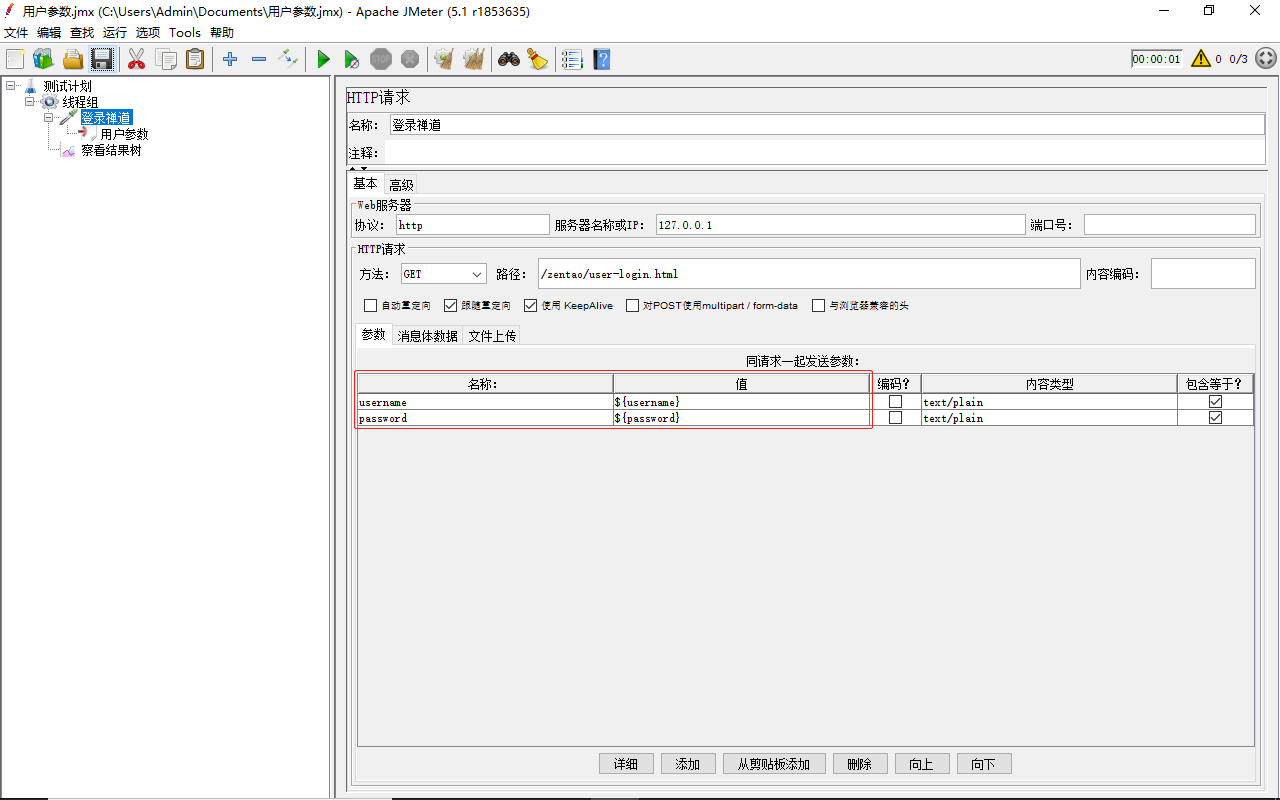 用户参数.jmx (C:\Users\Admin\Documents\用户参数.jmx) - Apache JMeter (5.1 r1853635)
文件 编辑 查找 运行 选项 Tools 帮助
STOP
00:00:01 0 0/3
测试计划
线程组
登录禅道
用户参数
察看结果树
HTTP请求
名称: 登录禅道
注释:
基本 高级
Web服务器
协议: http 服务器名称或IP: 127.0.0.1 端口号:
HTTP请求
方法: GET 路径: /zentao/user-login.html 内容编码:
自动重定向 跟随重定向 使用 KeepAlive 对POST使用multipart / form-data 与浏览器兼容的头
参数 消息体数据 文件上传
同请求一起发送参数:
名称: 值 编码? 内容类型 包含等于?
username ${username} text/plain
password ${password} text/plain
详细 添加 从剪贴板添加 删除 向上 向下